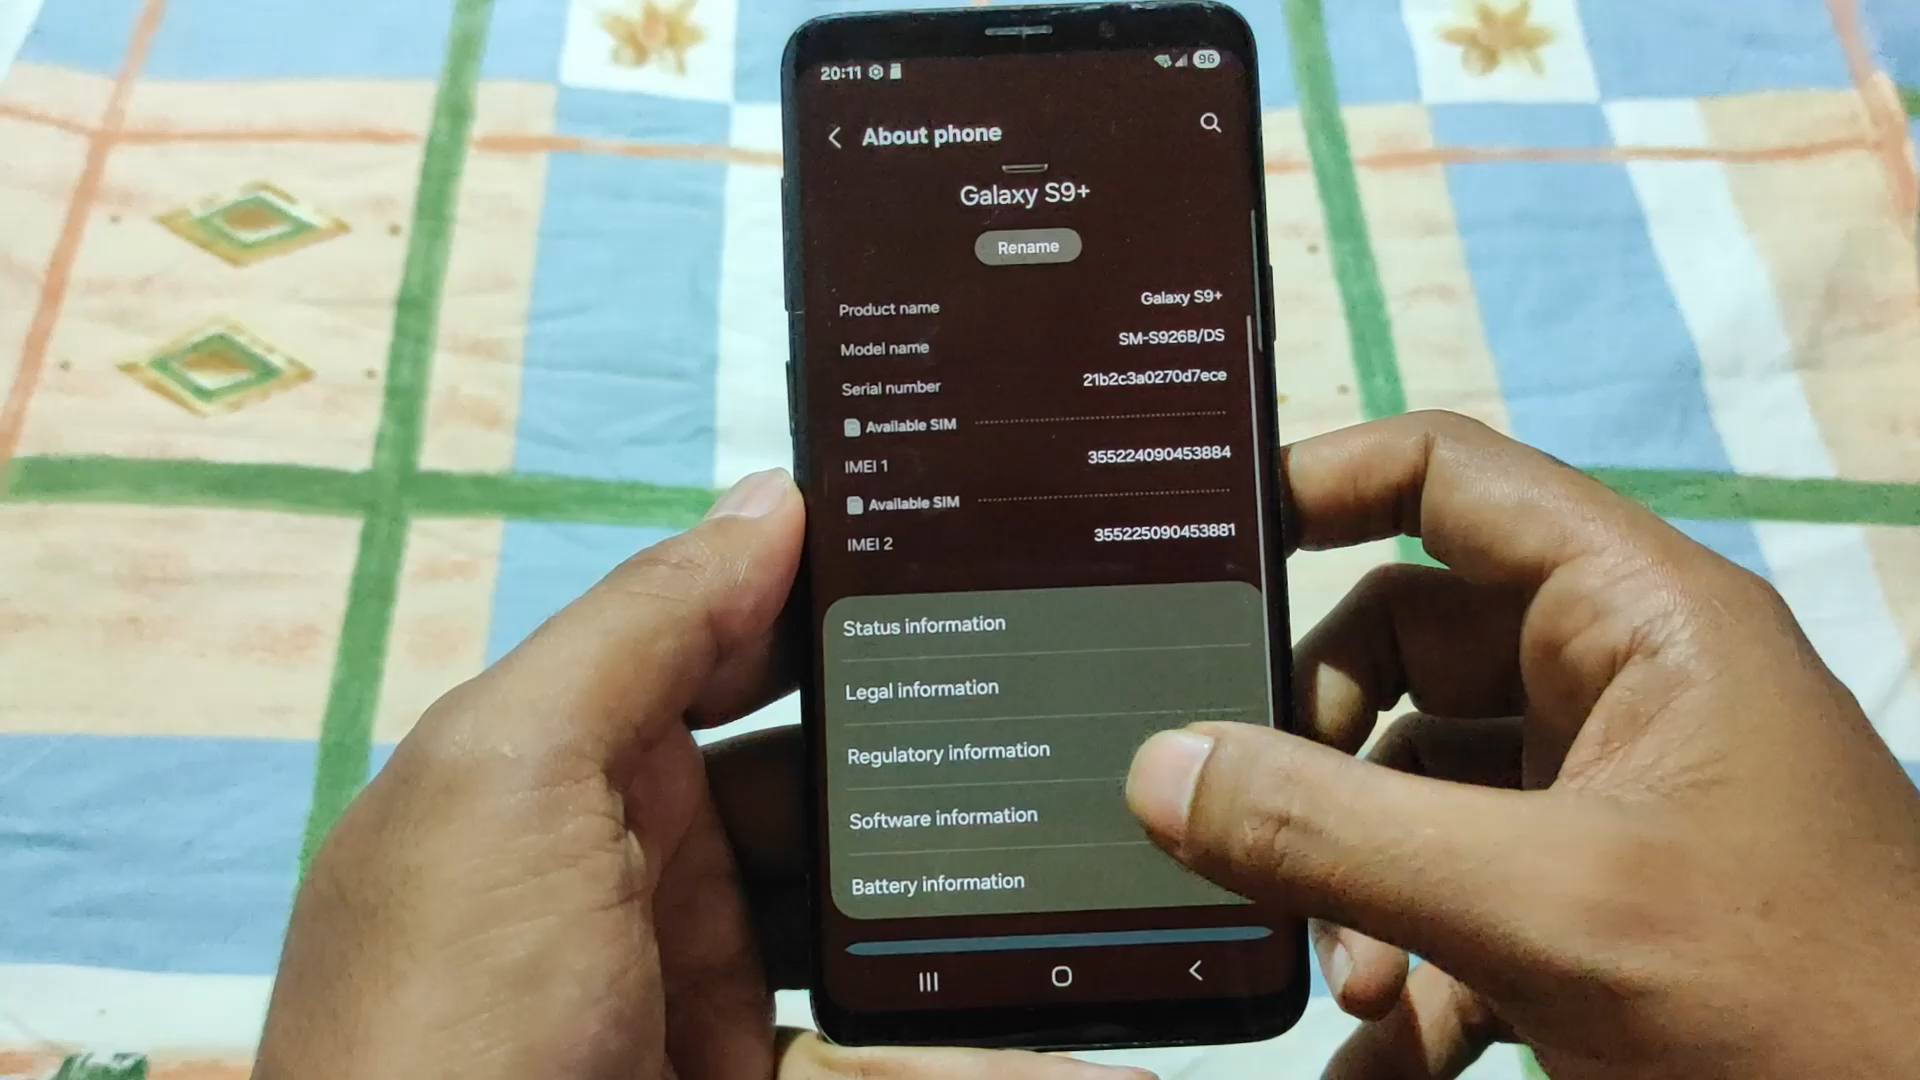 20:11
96
About phone
Galaxy S9+
Rename
Product name Galaxy S9+
Model name SM-S926B/DS
Serial number 21b2c3a0270d7ece
Available SIM
IMEI 1 355224090453884
Available SIM
IMEI 2 355225090453881
Status information
Legal information
Regulatory information
Software information
Battery information